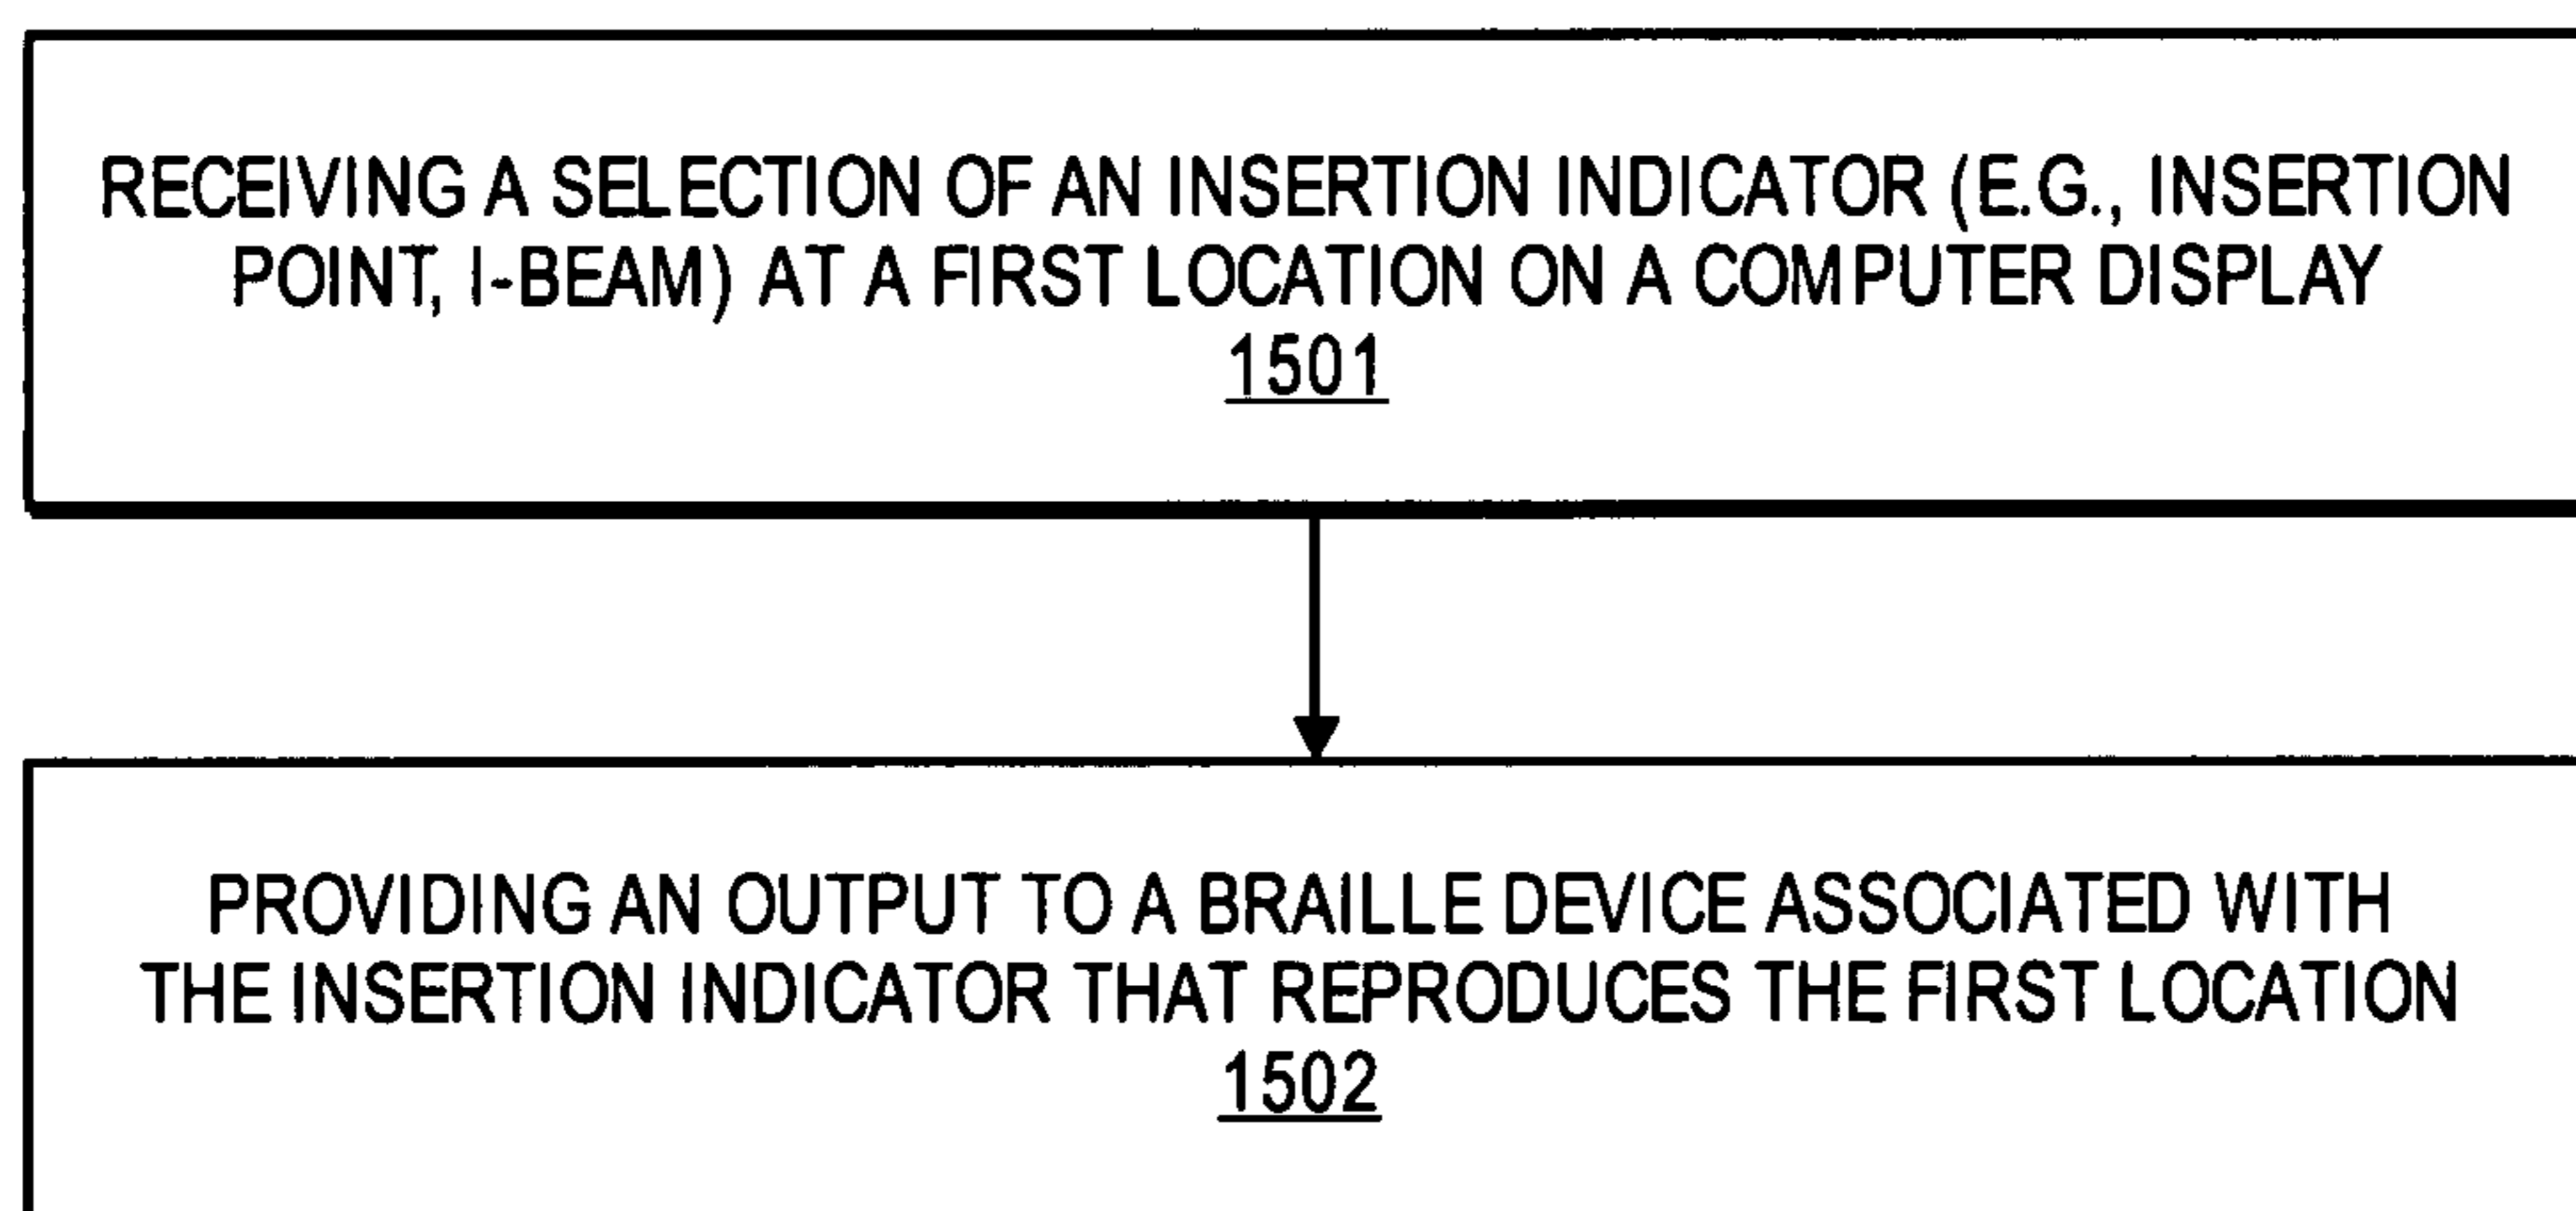 RECEIVING A SELECTION OF AN INSERTION INDICATOR (E.G., INSERTION
POINT, I-BEAM) AT A FIRST LOCATION ON A COMPUTER DISPLAY
1501
PROVIDING AN OUTPUT TO A BRAILLE DEVICE ASSOCIATED WITH
THE INSERTION INDICATOR THAT REPRODUCES THE FIRST LOCATION
1502